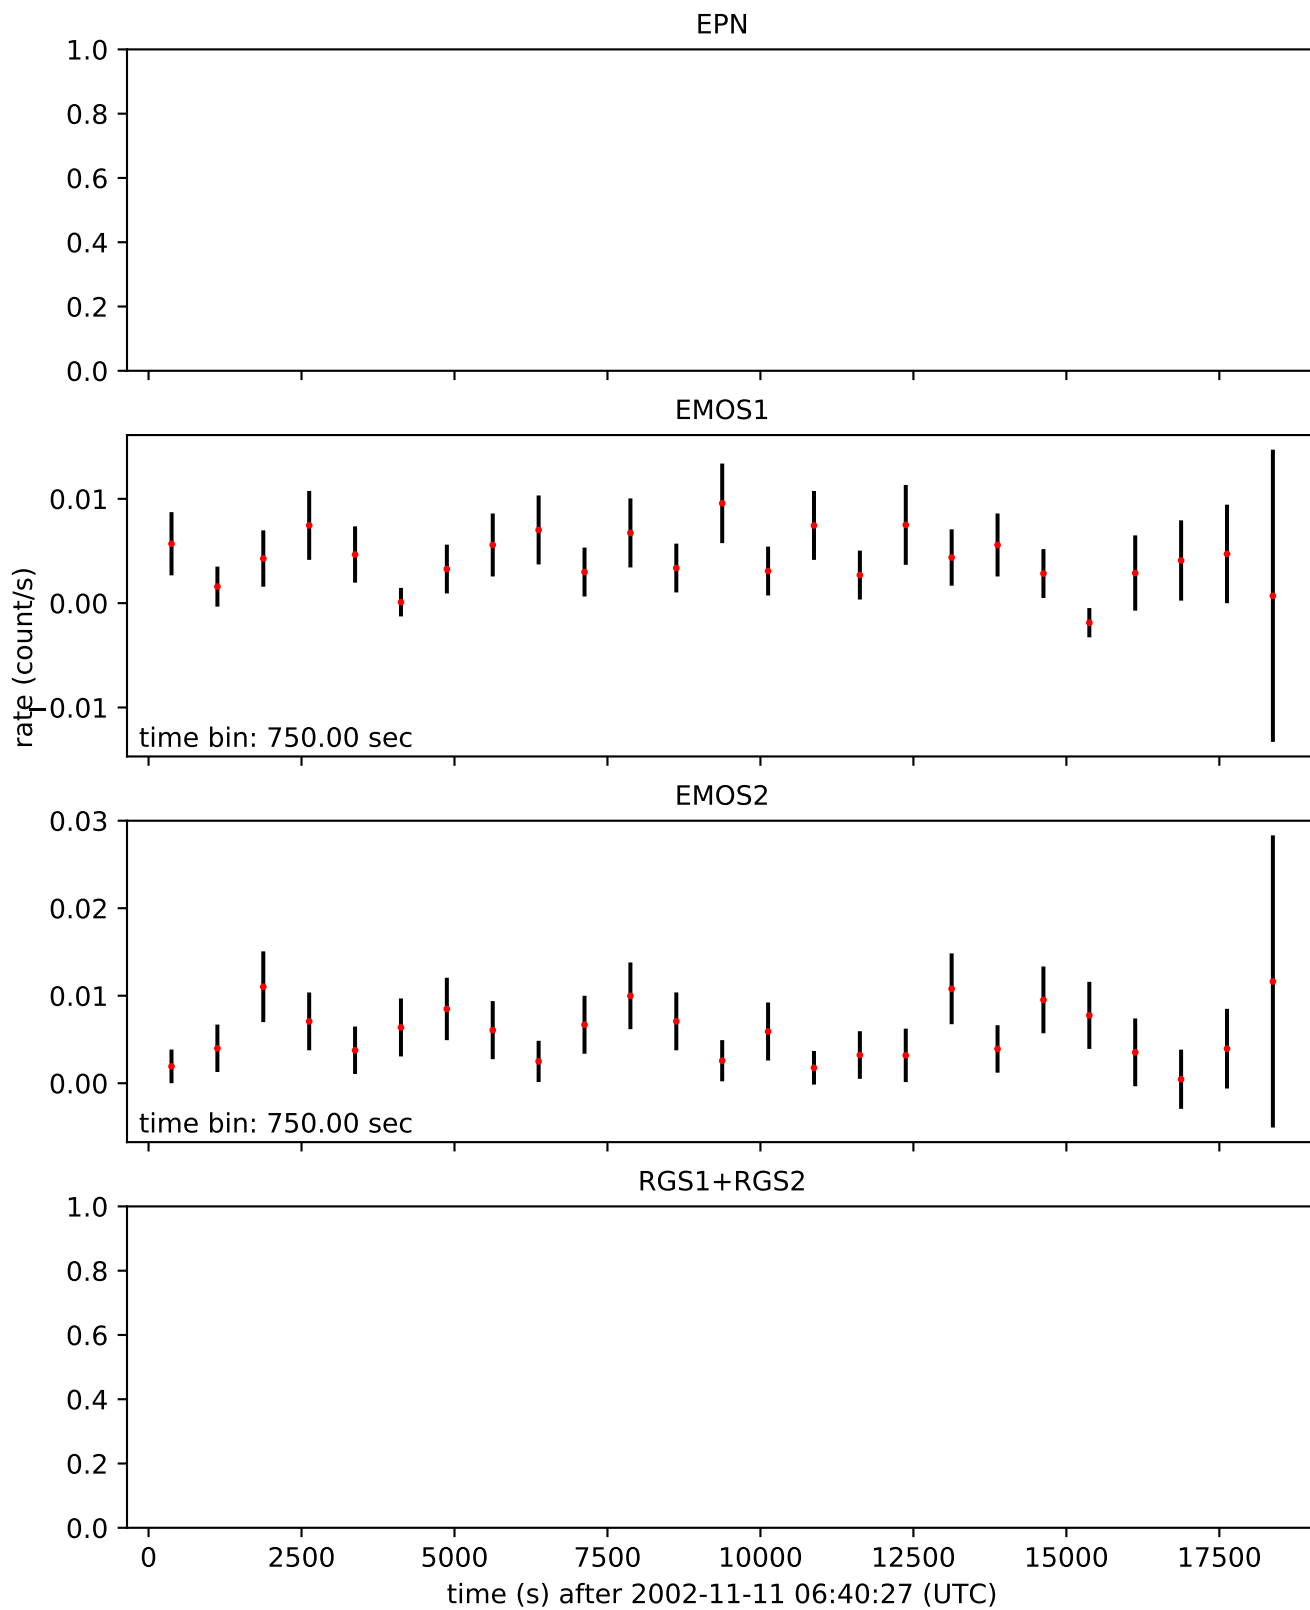 EPN
1.0
0.8
0.6
0.4
0.2
0.0
EMOS1
0.01
0.00
−0.01
rate (count/s)
time bin: 750.00 sec
EMOS2
0.03
0.02
0.01
0.00
time bin: 750.00 sec
RGS1+RGS2
1.0
0.8
0.6
0.4
0.2
0.0
0 2500 5000 7500 10000 12500 15000 17500
time (s) after 2002-11-11 06:40:27 (UTC)